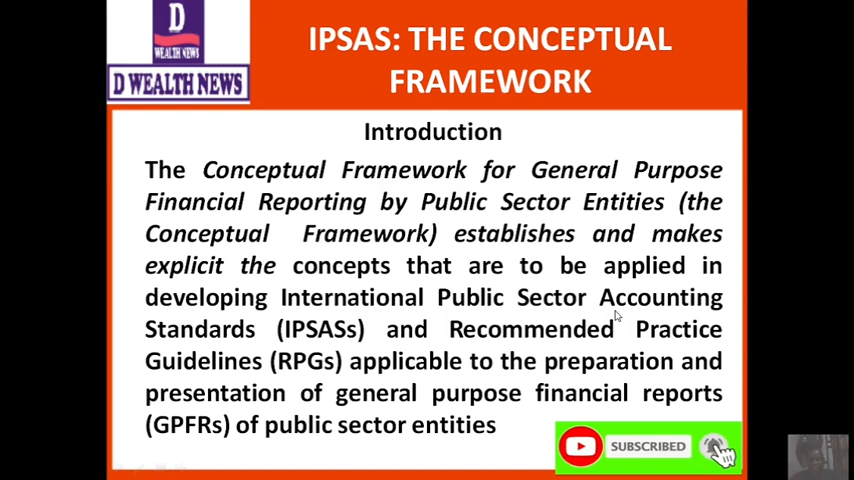 D
WEALTH NEWS
D WEALTH NEWS
IPSAS: THE CONCEPTUAL
FRAMEWORK
Introduction
The Conceptual Framework for General Purpose
Financial Reporting by Public Sector Entities (the
Conceptual Framework) establishes and makes
explicit the concepts that are to be applied in
developing International Public Sector Accounting
Standards (IPSASs) and Recommended Practice
Guidelines (RPGs) applicable to the preparation and
presentation of general purpose financial reports
(GPFRs) of public sector entities
SUBSCRIBED